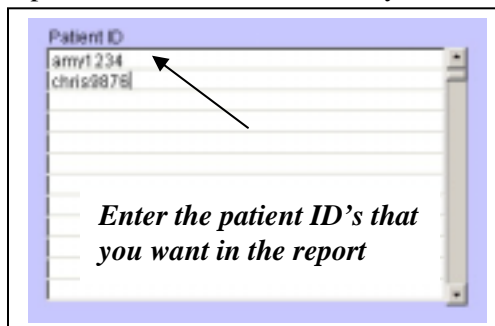 Patient ID
amy1234
chris9876
Enter the patient ID's that
you want in the report